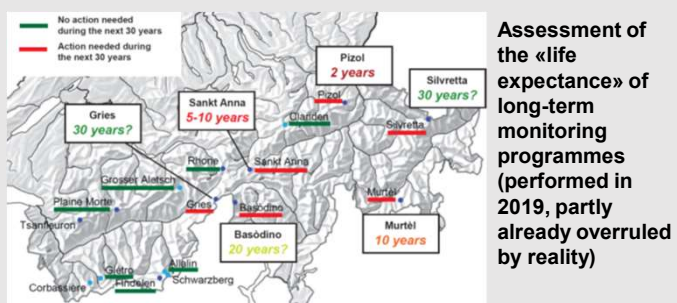 No action needed
during the next 30 years
Action needed during
the next 30 years
Pizol
2 years
Silvretta
30 years?
Sankt Anna
5-10 years
Gries
30 years?
Pizol
Clariden
Silvretta
Rhone
Sankt Anna
Grosser Aletsch
Plaine Morte
Gries
Basòdino
Murtèl
Tsanfleuron
Basòdino
20 years?
Murtèl
10 years
Giétro
Allalin
Corbassière
Findelen
Schwarzberg
Assessment of
the «life
expectance» of
long-term
monitoring
programmes
(performed in
2019, partly
already overruled
by reality)